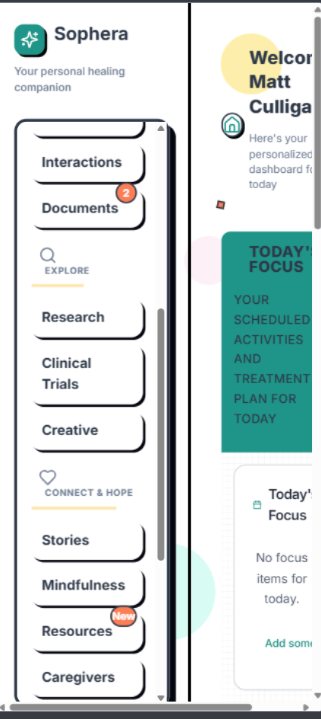 Sophera
Your personal healing
companion
Interactions
Documents
2
EXPLORE
Research
Clinical
Trials
Creative
CONNECT & HOPE
Stories
Mindfulness
New
Resources
Caregivers
Welcom
Matt
Culliga
Here's your
personalized
dashboard fo
today
TODAY'S
FOCUS
YOUR
SCHEDULED
ACTIVITIES
AND
TREATMENT
PLAN FOR
TODAY
Today'
Focus
No focus
items for
today.
Add some